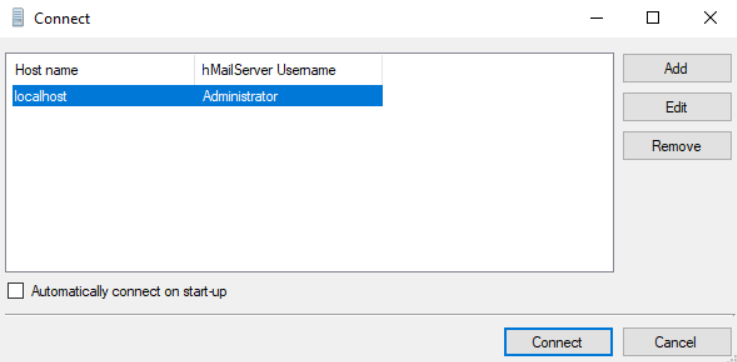 Connect
Host name hMailServer Username
localhost Administrator
Add
Edit
Remove
Automatically connect on start-up
Connect Cancel